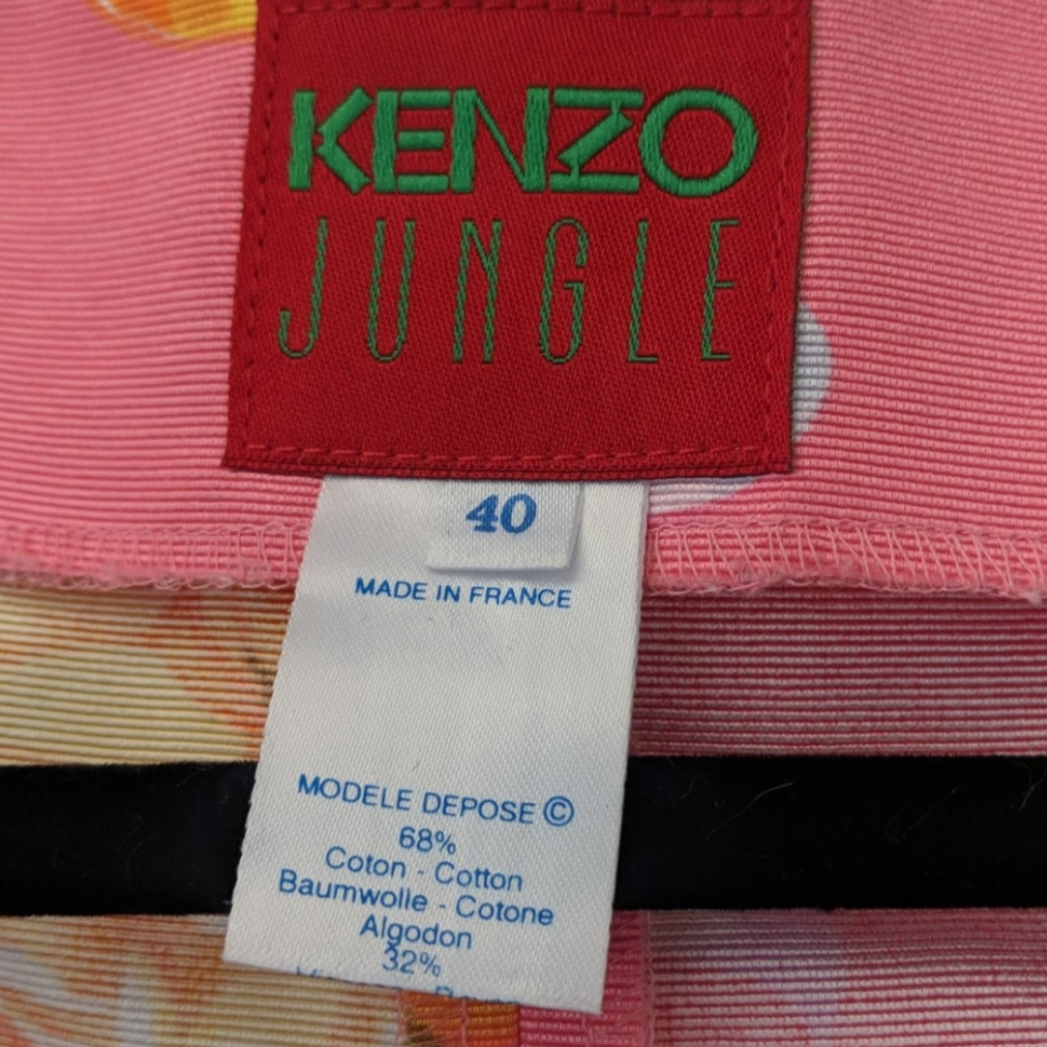 KENZO
JUNGLE
40
MADE IN FRANCE
MODELE DEPOSE ©
68%
Coton - Cotton
Baumwolle - Cotone
Algodon
32%